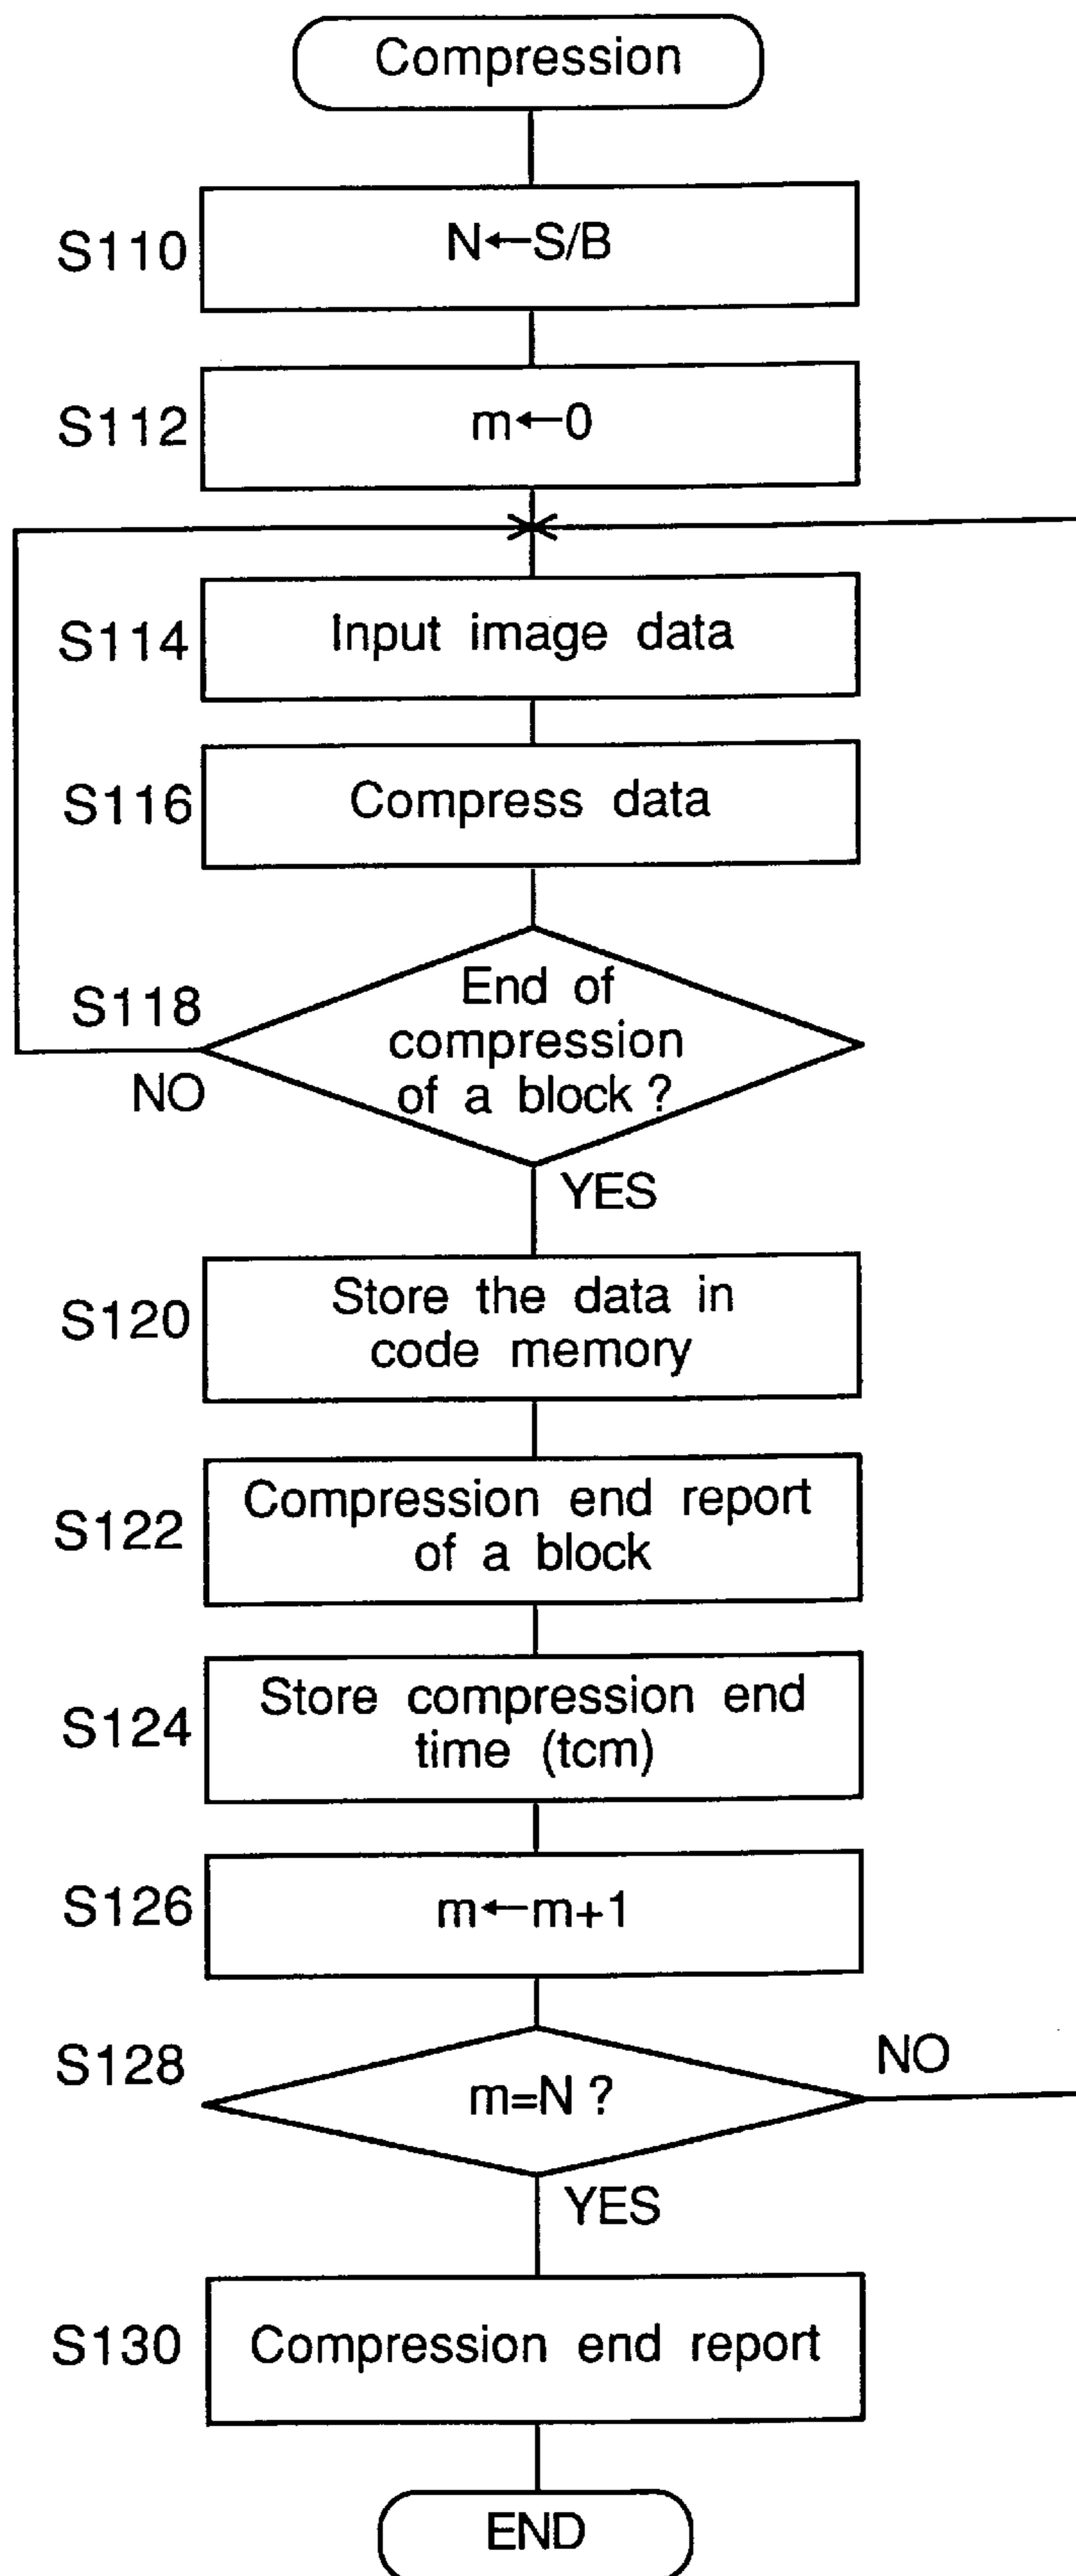 Compression
S110
N←S/B
S112
m←0
S114
Input image data
S116
Compress data
S118
End of
compression
of a block ?
NO
YES
S120
Store the data in
code memory
S122
Compression end report
of a block
S124
Store compression end
time (tcm)
S126
m←m+1
S128
m=N ?
NO
YES
S130
Compression end report
END